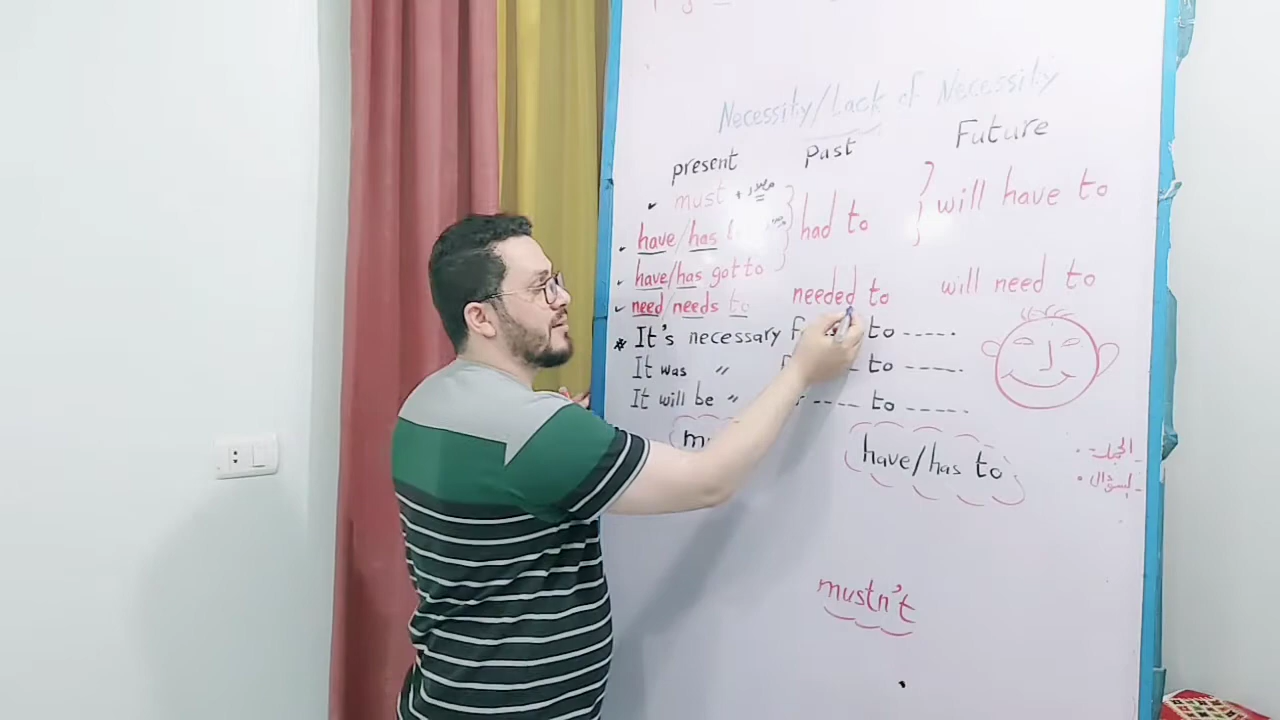 Necessity/Lack of Necessity
present Past Future
must + مصدر had to will have to
have/has to
have/has got to
need/needs to needed to will need to
* It's necessary to -----.
It was " to ----.
It will be " ---- to -----.
have/has to
السؤال
mustn't